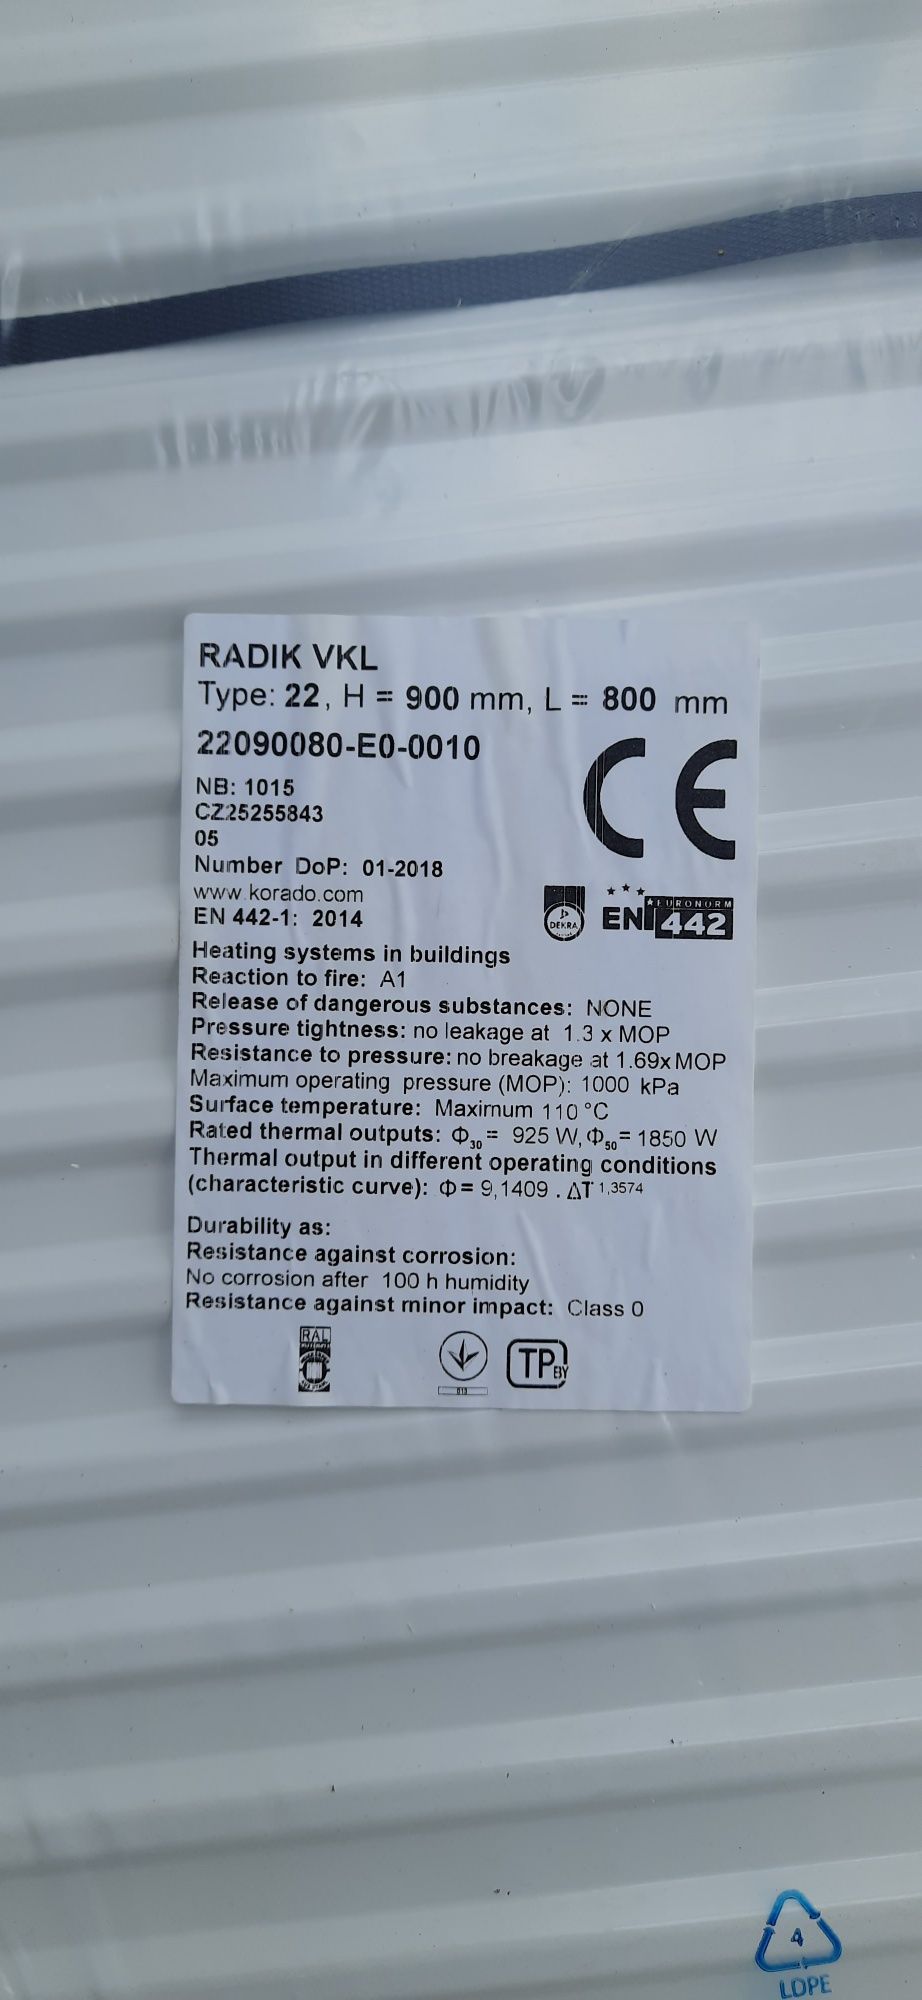 RADIK VKL
Type: 22, H = 900 mm, L = 800 mm
22090080-E0-0010
CE
NB: 1015
CZ25255843
05
Number DoP: 01-2018
www.korado.com
EN 442-1: 2014
DEKRA
EURONORM
EN 442
Heating systems in buildings
Reaction to fire: A1
Release of dangerous substances: NONE
Pressure tightness: no leakage at 1.3 x MOP
Resistance to pressure: no breakage at 1.69xMOP
Maximum operating pressure (MOP): 1000 kPa
Surface temperature: Maximum 110 °C
Rated thermal outputs: Φ₃₀ = 925 W, Φ₅₀ = 1850 W
Thermal output in different operating conditions
(characteristic curve): Φ = 9,1409 . ΔT 1,3574
Durability as:
Resistance against corrosion:
No corrosion after 100 h humidity
Resistance against minor impact: Class 0
RAL
013
TP BY
4
LDPE